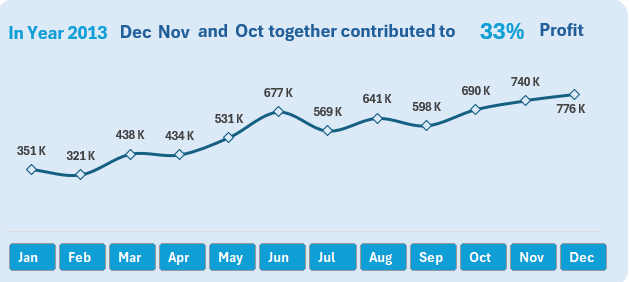 In Year 2013 Dec Nov and Oct together contributed to 33% Profit
351 K 321 K 438 K 434 K 531 K 677 K 569 K 641 K 598 K 690 K 740 K 776 K
Jan Feb Mar Apr May Jun Jul Aug Sep Oct Nov Dec